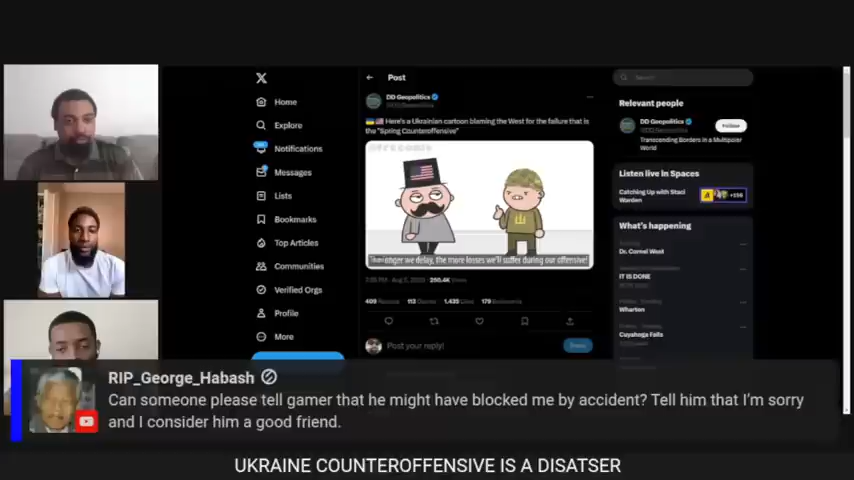 X
Post
Search
Home
Explore
Notifications
Messages
Lists
Bookmarks
Top Articles
Communities
Verified Orgs
Profile
More
DD Geopolitics
Here's a Ukrainian cartoon blaming the West for the failure that is
the "Spring Counteroffensive"
longer we delay, the more losses we'll suffer during our offensive!
Post your reply!
Relevant people
DD Geopolitics
Follow
Transcending Borders in a Multipolar
World
Listen live in Spaces
Catching Up with Staci
Warden
What's happening
Dr. Cornel West
IT IS DONE
Wharton
Cuyahoga Falls
RIP_George_Habash
Can someone please tell gamer that he might have blocked me by accident? Tell him that I'm sorry
and I consider him a good friend.
UKRAINE COUNTEROFFENSIVE IS A DISATSER